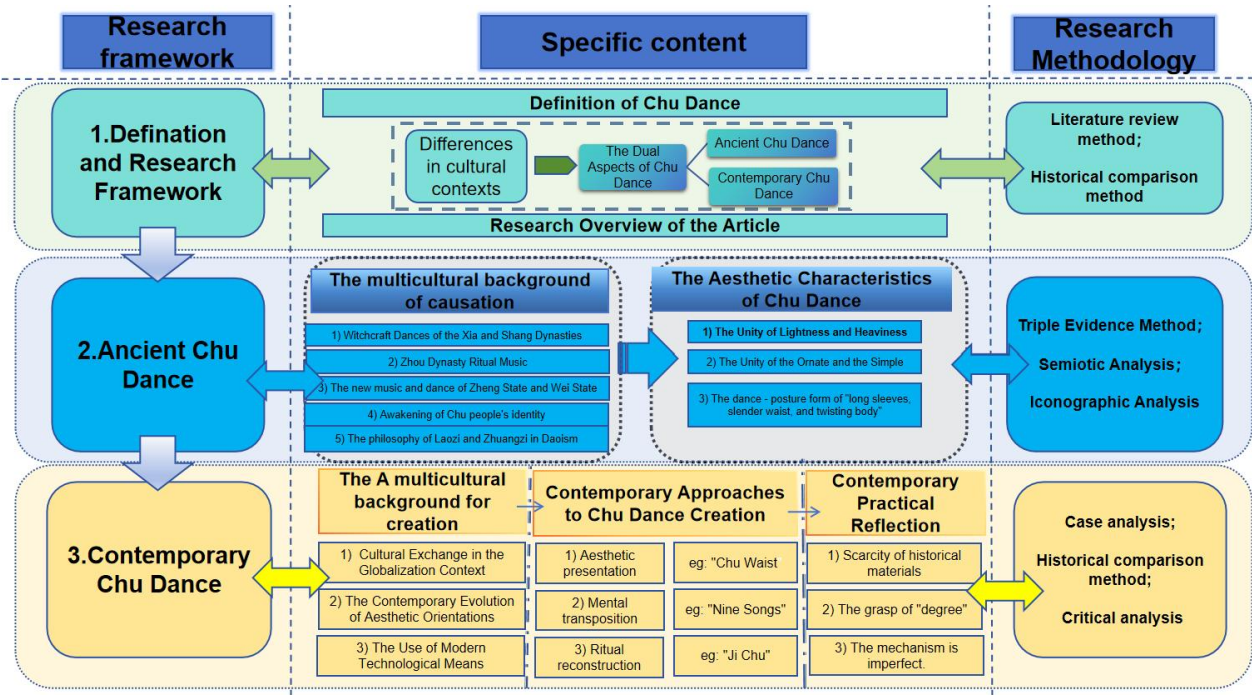 Research
framework
Specific content
Research
Methodology
1.Defination
and Research
Framework
Definition of Chu Dance
Differences
in cultural
contexts
The Dual
Aspects of Chu
Dance
Ancient Chu Dance
Contemporary Chu
Dance
Research Overview of the Article
Literature review
method;
Historical comparison
method
2.Ancient Chu
Dance
The multicultural background
of causation
1) Witchcraft Dances of the Xia and Shang Dynasties
2) Zhou Dynasty Ritual Music
3) The new music and dance of Zheng State and Wei State
4) Awakening of Chu people's identity
5) The philosophy of Laozi and Zhuangzi in Daoism
The Aesthetic Characteristics
of Chu Dance
1) The Unity of Lightness and Heaviness
2) The Unity of the Ornate and the Simple
3) The dance - posture form of "long sleeves,
slender waist, and twisting body"
Triple Evidence Method;
Semiotic Analysis;
Iconographic Analysis
3.Contemporary
Chu Dance
The A multicultural
background for
creation
1) Cultural Exchange in the
Globalization Context
2) The Contemporary Evolution
of Aesthetic Orientations
3) The Use of Modern
Technological Means
Contemporary Approaches
to Chu Dance Creation
1) Aesthetic
presentation
eg: "Chu Waist
2) Mental
transposition
eg: "Nine Songs"
3) Ritual
reconstruction
eg: "Ji Chu"
Contemporary
Practical
Reflection
1) Scarcity of historical
materials
2) The grasp of "degree"
3) The mechanism is
imperfect.
Case analysis;
Historical comparison
method;
Critical analysis